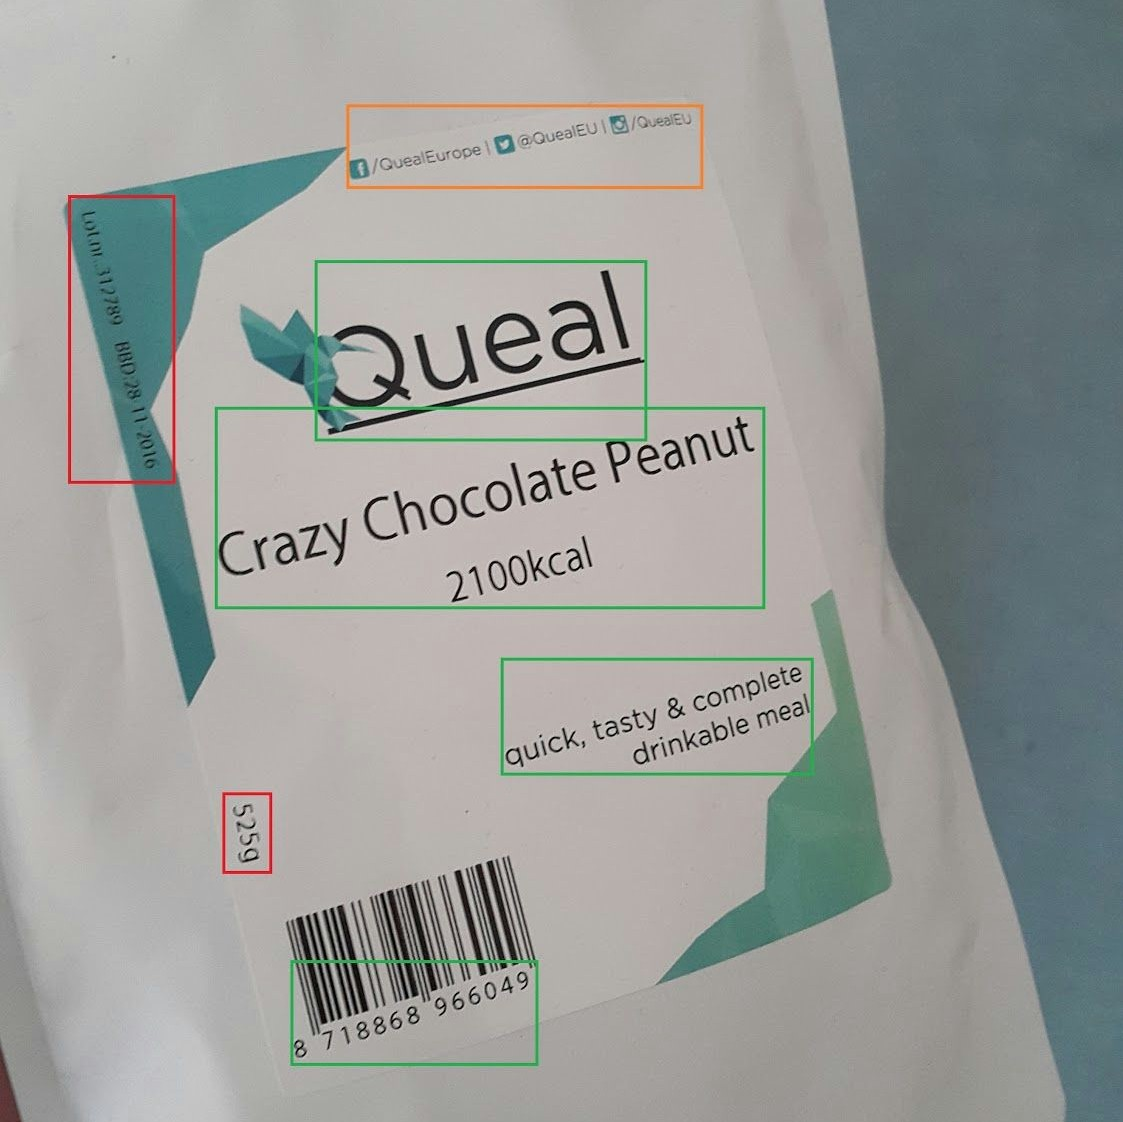 /QuealEurope | @QuealEU | /QuealEU
Lot.nr.:312789 BBD:28-11-2016
Queal
Crazy Chocolate Peanut
2100kcal
quick, tasty & complete
drinkable meal
525g
8 718868 966049